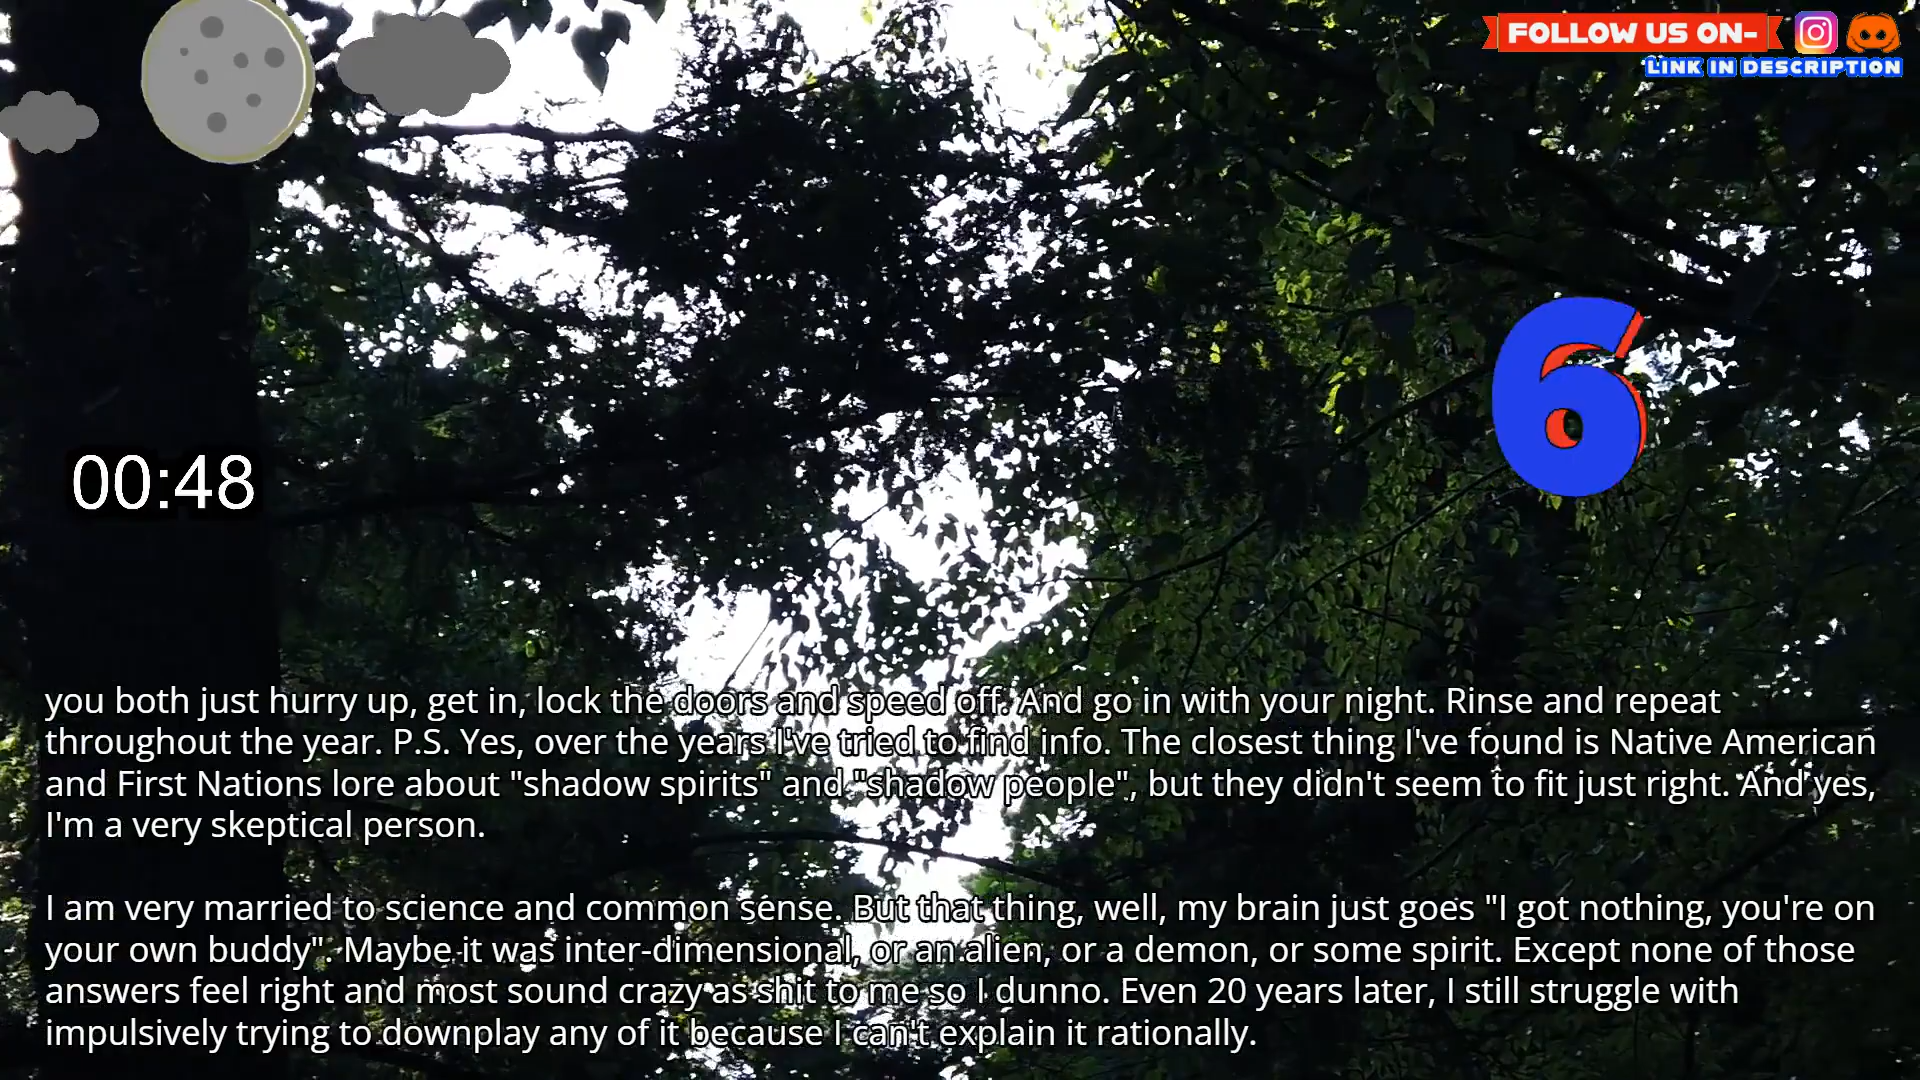 FOLLOW US ON-
LINK IN DESCRIPTION
6
00:48
you both just hurry up, get in, lock the doors and speed off. And go in with your night. Rinse and repeat
throughout the year. P.S. Yes, over the years I've tried to find info. The closest thing I've found is Native American
and First Nations lore about "shadow spirits" and "shadow people", but they didn't seem to fit just right. And yes,
I'm a very skeptical person.
I am very married to science and common sense. But that thing, well, my brain just goes "I got nothing, you're on
your own buddy". Maybe it was inter-dimensional, or an alien, or a demon, or some spirit. Except none of those
answers feel right and most sound crazy as shit to me so I dunno. Even 20 years later, I still struggle with
impulsively trying to downplay any of it because I can't explain it rationally.